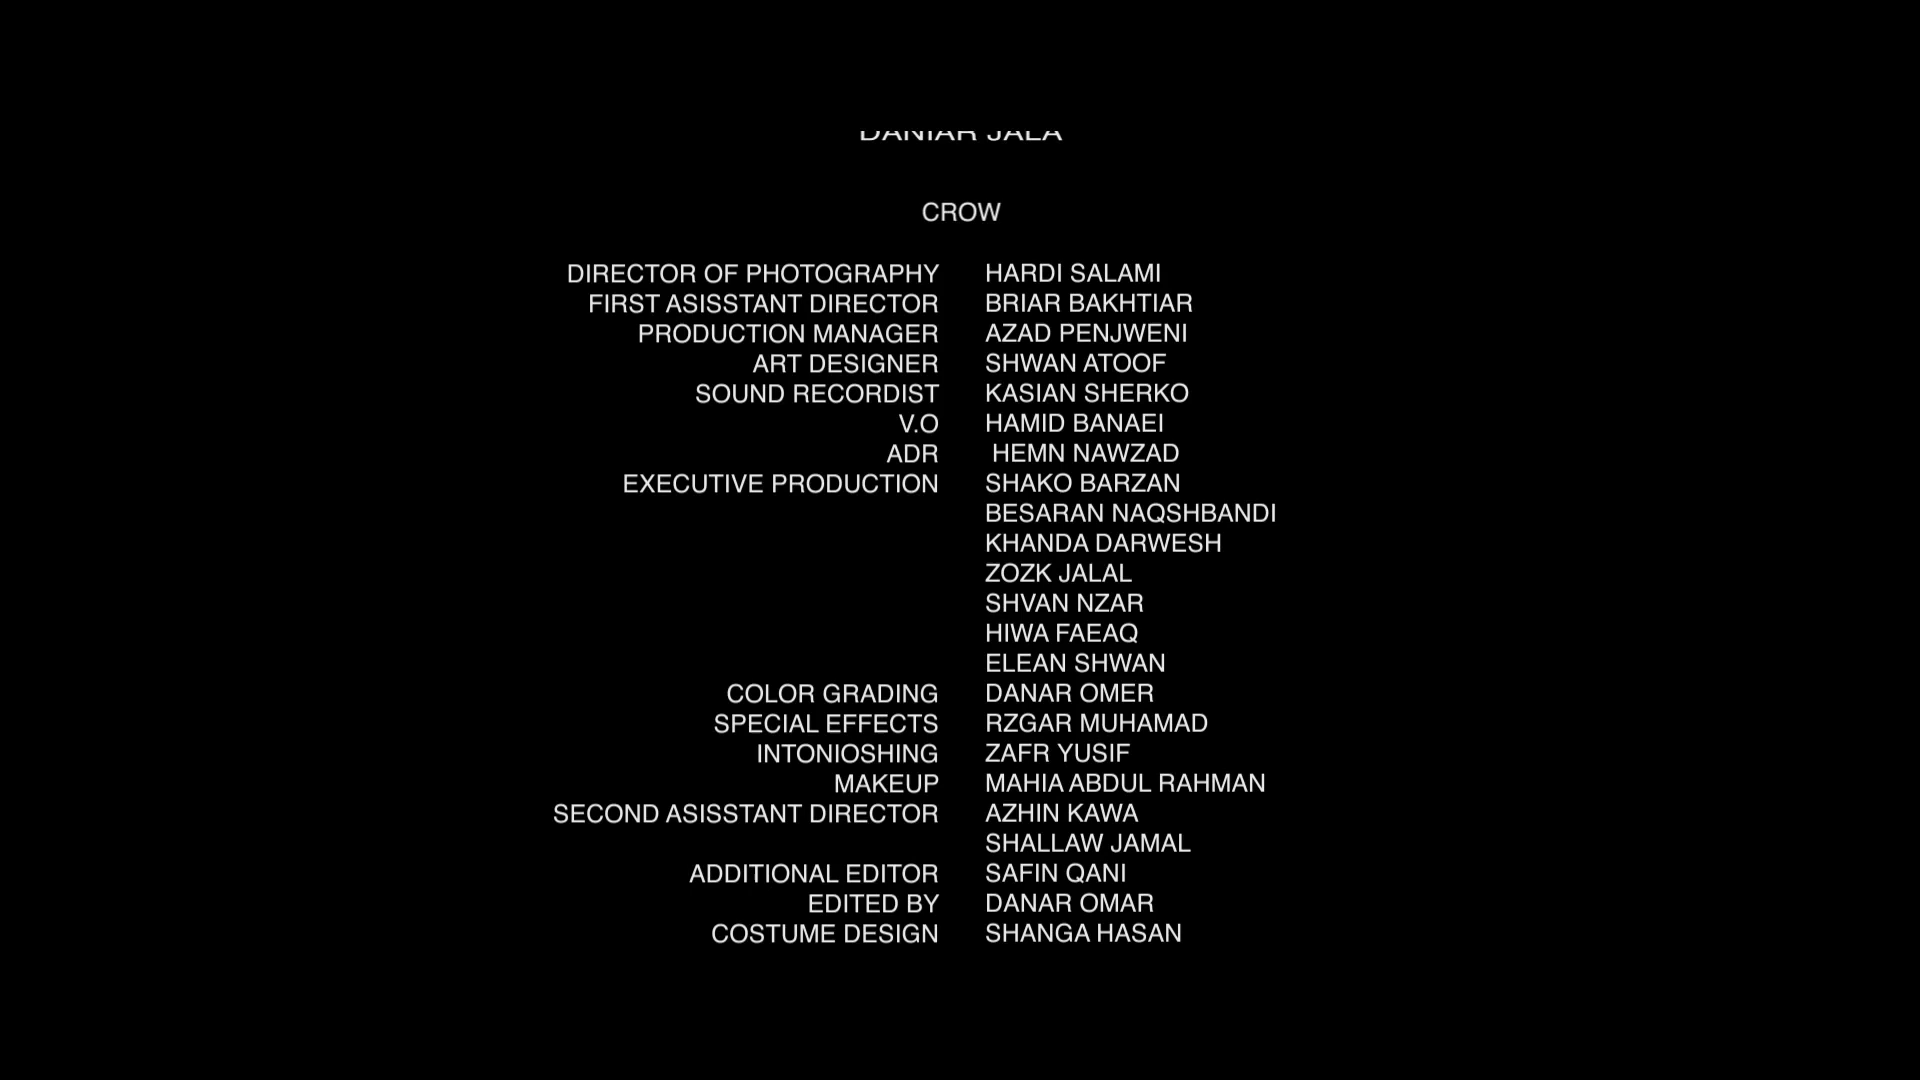 DANIAR JALA
CROW
DIRECTOR OF PHOTOGRAPHY HARDI SALAMI
FIRST ASISSTANT DIRECTOR BRIAR BAKHTIAR
PRODUCTION MANAGER AZAD PENJWENI
ART DESIGNER SHWAN ATOOF
SOUND RECORDIST KASIAN SHERKO
V.O HAMID BANAEI
ADR HEMN NAWZAD
EXECUTIVE PRODUCTION SHAKO BARZAN
BESARAN NAQSHBANDI
KHANDA DARWESH
ZOZK JALAL
SHVAN NZAR
HIWA FAEAQ
ELEAN SHWAN
COLOR GRADING DANAR OMER
SPECIAL EFFECTS RZGAR MUHAMAD
INTONIOSHING ZAFR YUSIF
MAKEUP MAHIA ABDUL RAHMAN
SECOND ASISSTANT DIRECTOR AZHIN KAWA
SHALLAW JAMAL
ADDITIONAL EDITOR SAFIN QANI
EDITED BY DANAR OMAR
COSTUME DESIGN SHANGA HASAN